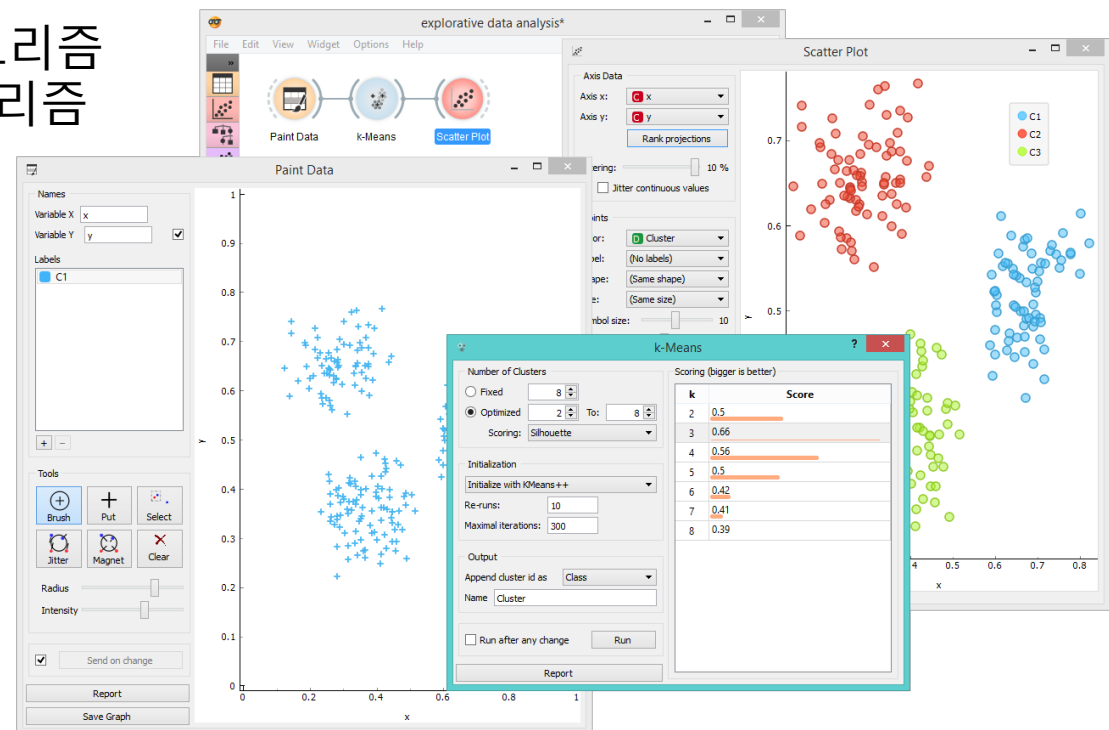 리즘
리즘
explorative data analysis*
File Edit View Widget Options Help
»
Paint Data
k-Means
Scatter Plot
Scatter Plot
Axis Data
Axis x: C x
Axis y: C y
Rank projections
10 %
Jitter continuous values
D Cluster
(No labels)
(Same shape)
(Same size)
size: 10
C1
C2
C3
0.7
0.6
0.5
y
4 0.5 0.6 0.7 0.8
x
Paint Data
Names
Variable X x
Variable Y y
Labels
C1
+ −
Tools
Brush Put Select
Jitter Magnet Clear
Radius
Intensity
Send on change
Report
Save Graph
1
0.9
0.8
0.7
0.6
0.5
0.4
0.3
0.2
0.1
0
y
0 0.2 0.4 0.6 0.8 1
x
k-Means
? ×
Number of Clusters
Fixed 8
Optimized 2 To: 8
Scoring: Silhouette
Initialization
Initialize with KMeans++
Re-runs: 10
Maximal iterations: 300
Output
Append cluster id as Class
Name Cluster
Run after any change Run
Report
Scoring (bigger is better)
k Score
2 0.5
3 0.66
4 0.56
5 0.5
6 0.42
7 0.41
8 0.39